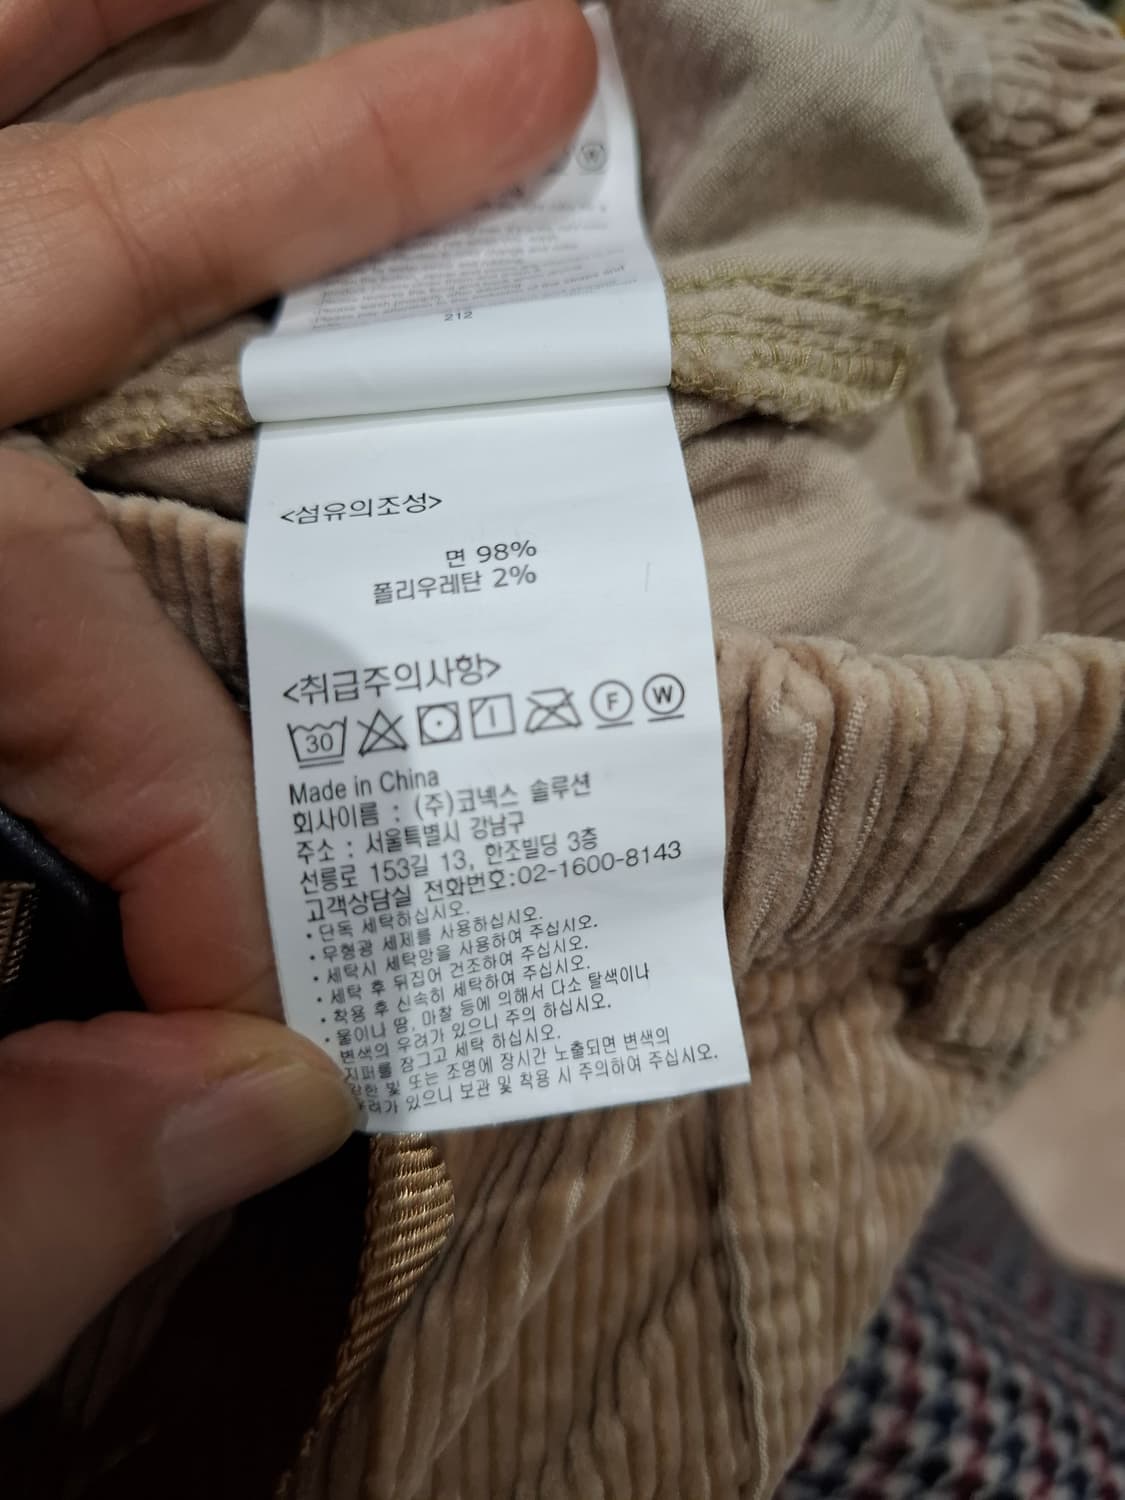 212
<섬유의조성>
면 98%
폴리우레탄 2%
<취급주의사항>
30 F W
Made in China
회사이름 : (주)코넥스 솔루션
주소 : 서울특별시 강남구
선릉로 153길 13, 한조빌딩 3층
고객상담실 전화번호:02-1600-8143
• 단독 세탁하십시오.
• 무형광 세제를 사용하십시오.
• 세탁시 세탁망을 사용하여 주십시오.
• 세탁 후 뒤집어 건조하여 주십시오.
• 착용 후 신속히 세탁하여 주십시오.
• 물이나 땀, 마찰 등에 의해서 다소 탈색이나
변색의 우려가 있으니 주의 하십시오.
지퍼를 잠그고 세탁 하십시오.
빛 또는 조명에 장시간 노출되면 변색의
있으니 보관 및 착용 시 주의하여 주십시오.